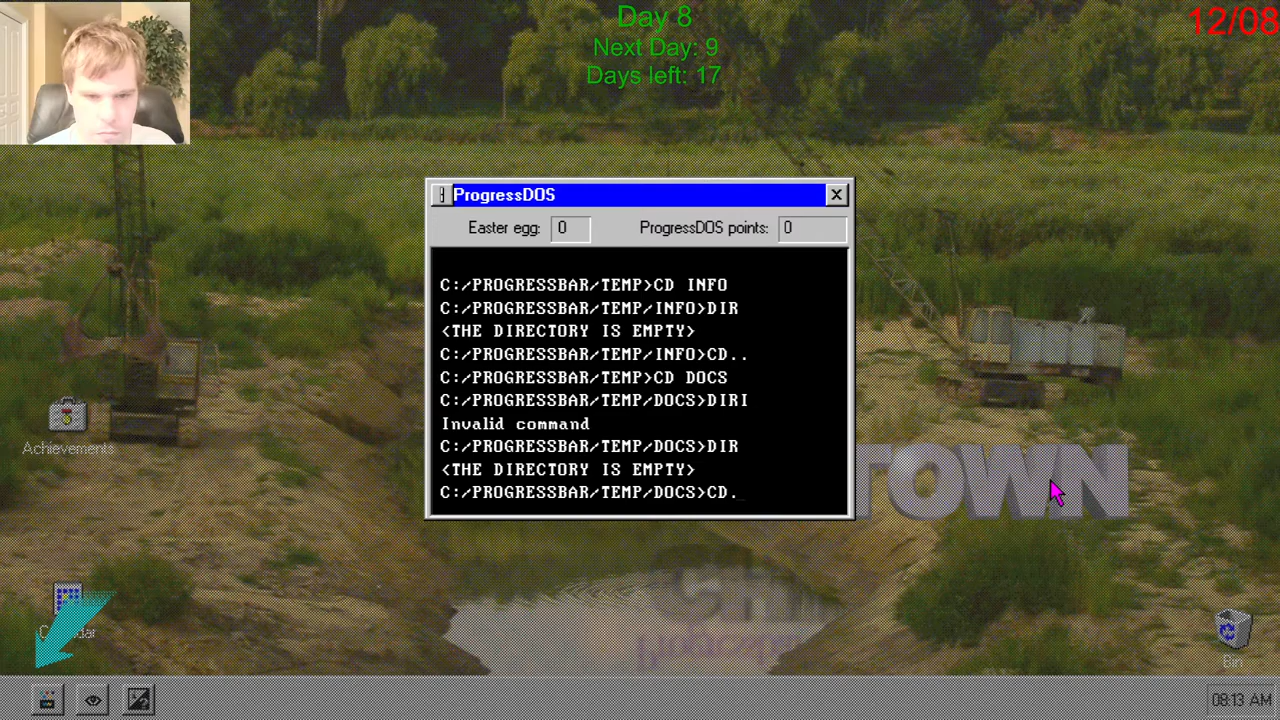 Day 8
Next Day: 9
Days left: 17
12/08
ProgressDOS
Easter egg: 0
ProgressDOS points: 0
C:/PROGRESSBAR/TEMP>CD INFO
C:/PROGRESSBAR/TEMP/INFO>DIR
<THE DIRECTORY IS EMPTY>
C:/PROGRESSBAR/TEMP/INFO>CD..
C:/PROGRESSBAR/TEMP>CD DOCS
C:/PROGRESSBAR/TEMP/DOCS>DIRI
Invalid command
C:/PROGRESSBAR/TEMP/DOCS>DIR
<THE DIRECTORY IS EMPTY>
C:/PROGRESSBAR/TEMP/DOCS>CD._
Achievements
TOWN
Bin
08:13 AM